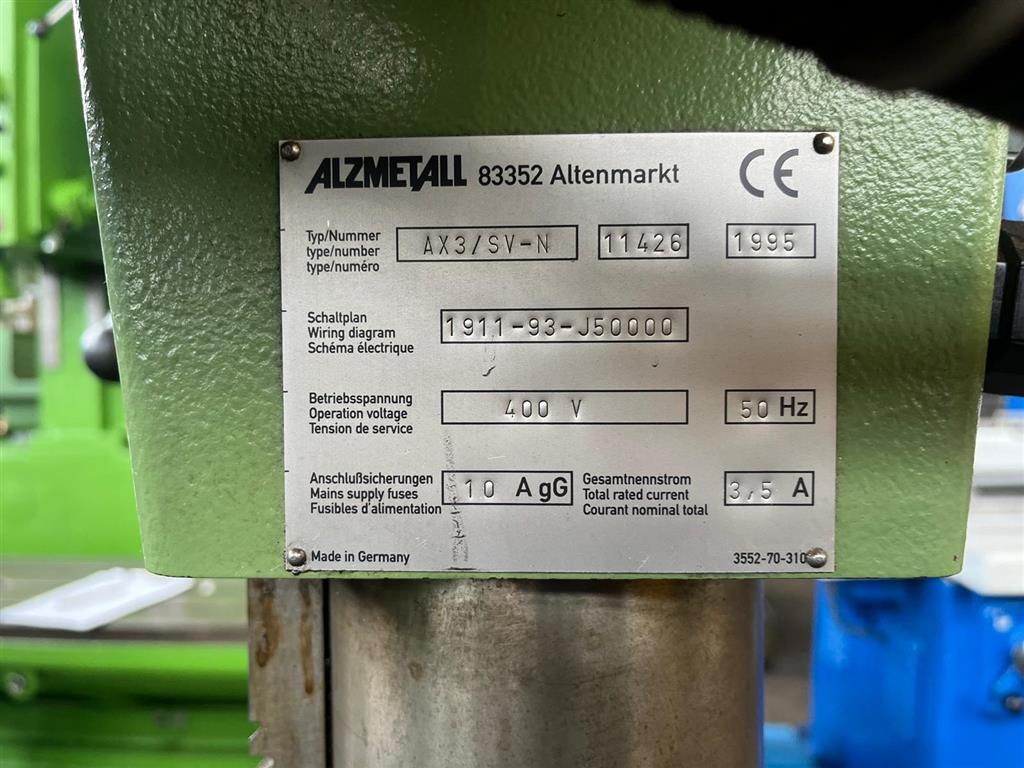 ALZMETALL 83352 Altenmarkt CE
Typ/Nummer
type/number
type/numéro
AX3/SV-N 11426 1995
Schaltplan
Wiring diagram
Schéma électrique
1911-93-J50000
Betriebsspannung
Operation voltage
Tension de service
400 V 50 Hz
Anschlußsicherungen
Mains supply fuses
Fusibles d'alimentation
10 A gG
Gesamtnennstrom
Total rated current
Courant nominal total
3,5 A
Made in Germany 3552-70-310